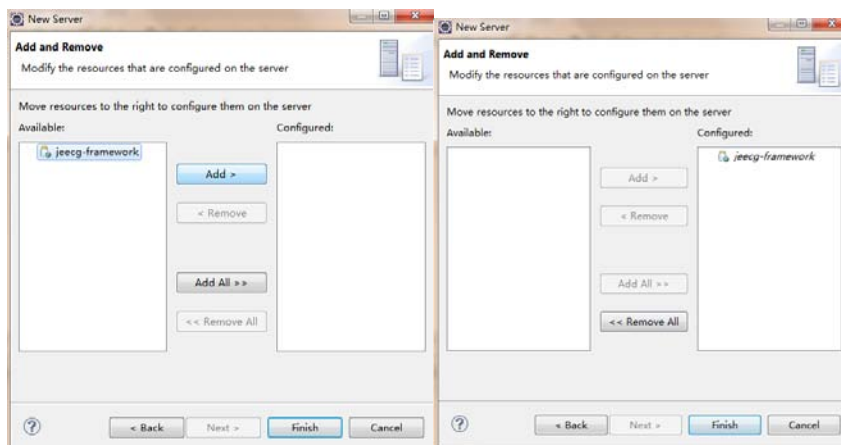 New Server
Add and Remove
Modify the resources that are configured on the server
Move resources to the right to configure them on the server
Available:
Configured:
jeecg-framework
Add >
< Remove
Add All >>
<< Remove All
< Back
Next >
Finish
Cancel
New Server
Add and Remove
Modify the resources that are configured on the server
Move resources to the right to configure them on the server
Available:
Configured:
jeecg-framework
Add >
< Remove
Add All >>
<< Remove All
< Back
Next >
Finish
Cancel